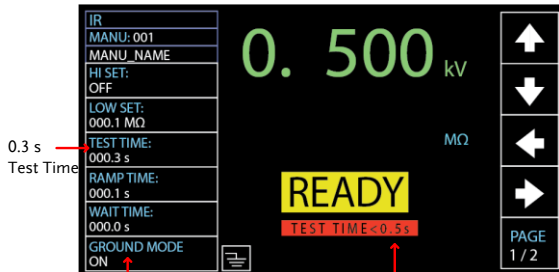 IR
MANU: 001
MANU_NAME
HI SET:
OFF
LOW SET:
000.1 MΩ
TEST TIME:
000.3 s
RAMP TIME:
000.1 s
WAIT TIME:
000.0 s
GROUND MODE
ON
0.3 s
Test Time
0. 500 kV
MΩ
READY
TEST TIME<0.5s
PAGE
1 / 2